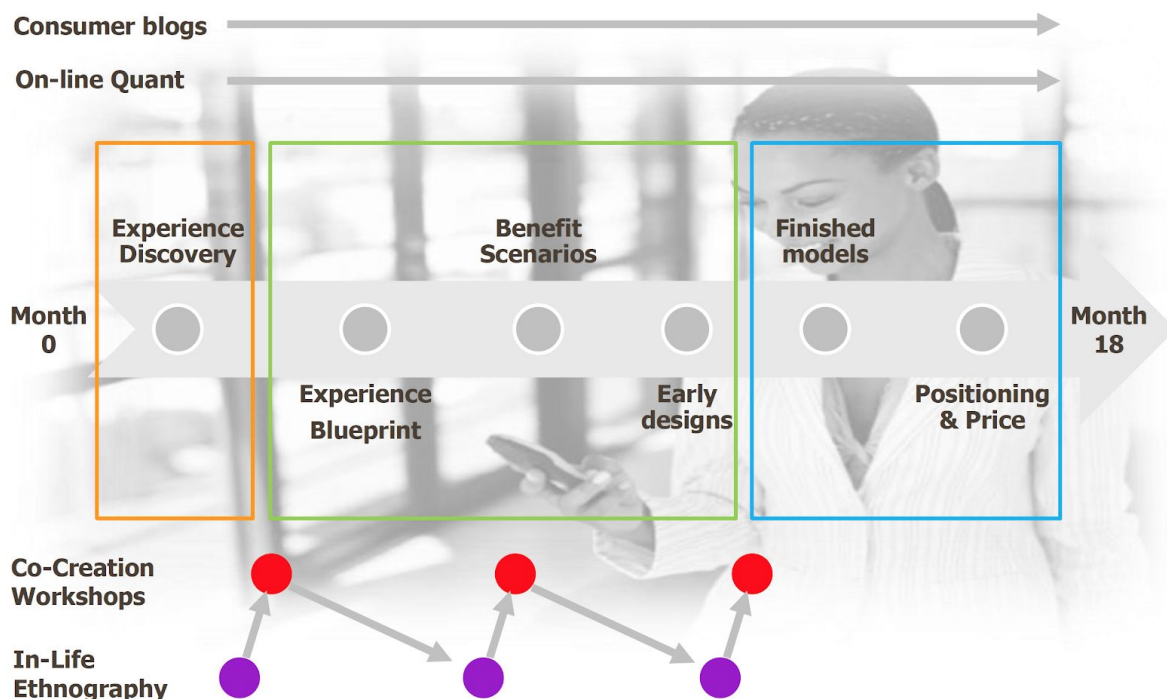 Consumer blogs
On-line Quant
Experience
Discovery
Benefit
Scenarios
Finished
models
Month
0
Month
18
Experience
Blueprint
Early
designs
Positioning
& Price
Co-Creation
Workshops
In-Life
Ethnography